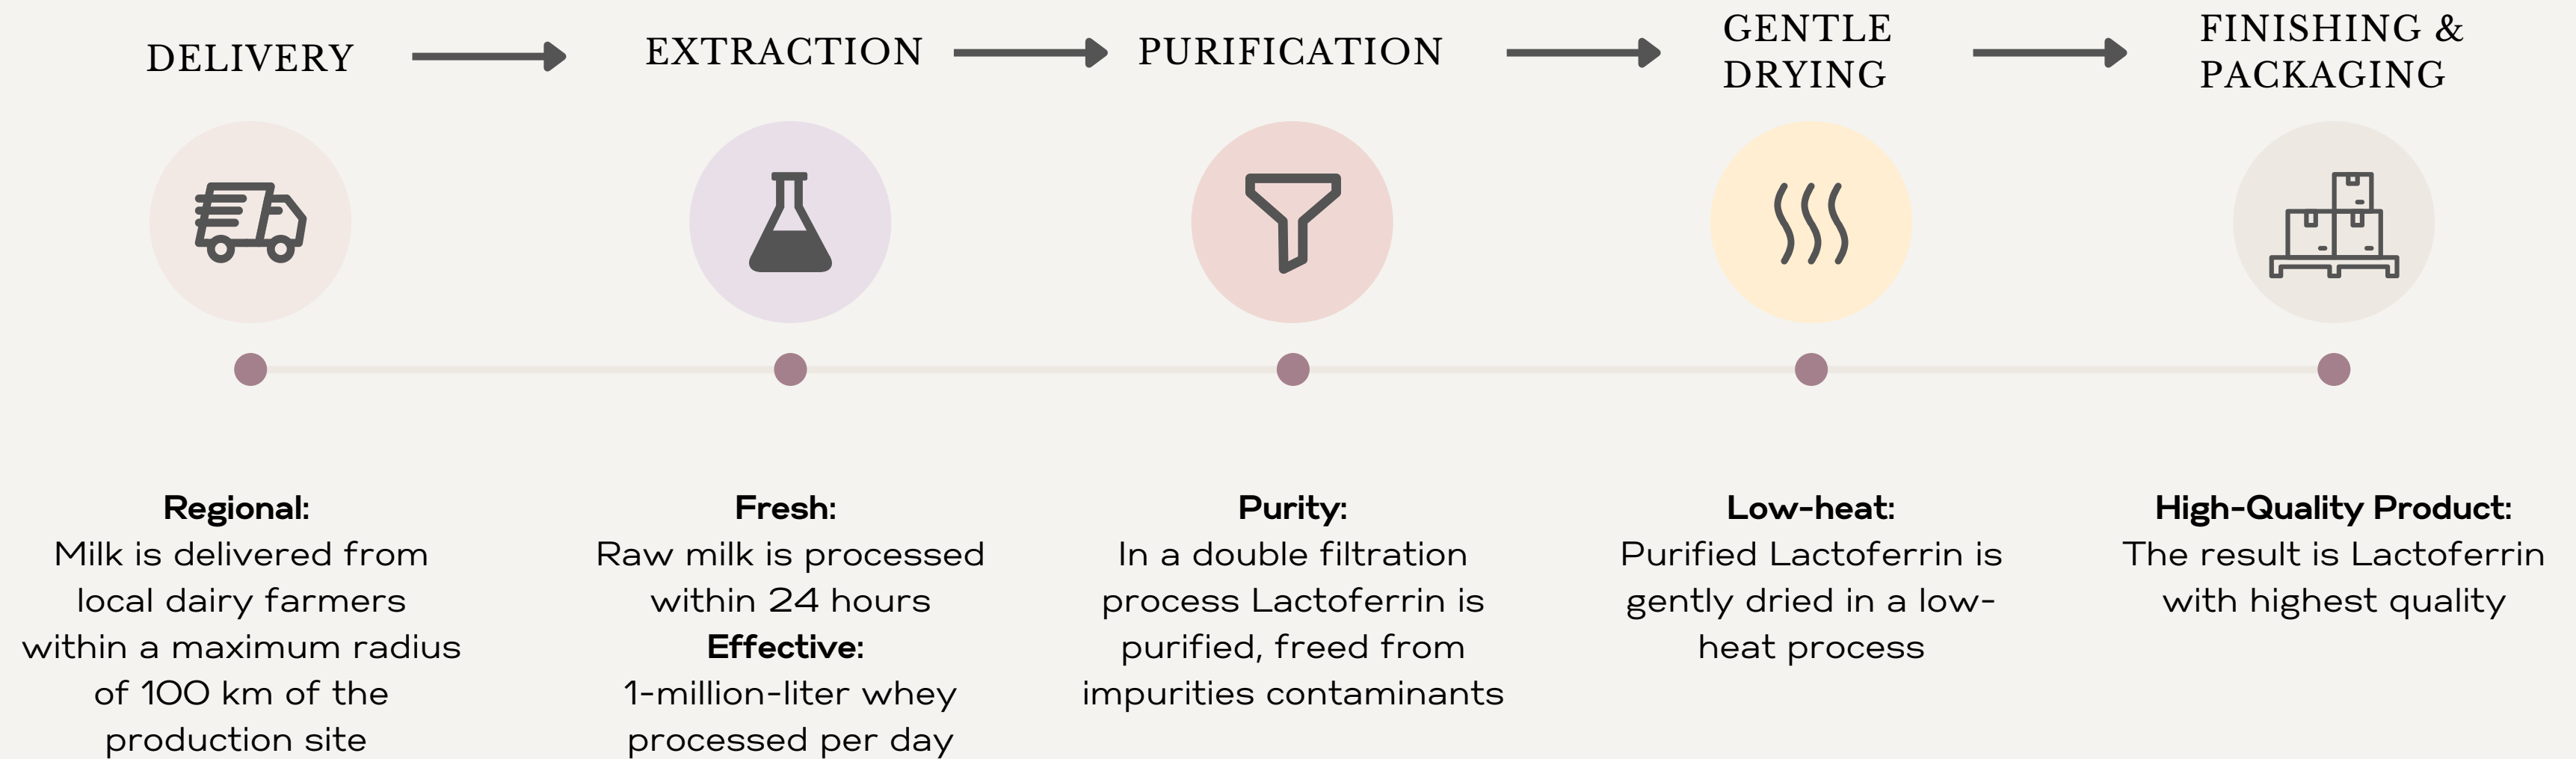 DELIVERY
EXTRACTION
PURIFICATION
GENTLE
DRYING
FINISHING &
PACKAGING
Regional:
Milk is delivered from
local dairy farmers
within a maximum radius
of 100 km of the
production site
Fresh:
Raw milk is processed
within 24 hours
Effective:
1-million-liter whey
processed per day
Purity:
In a double filtration
process Lactoferrin is
purified, freed from
impurities contaminants
Low-heat:
Purified Lactoferrin is
gently dried in a low-
heat process
High-Quality Product:
The result is Lactoferrin
with highest quality